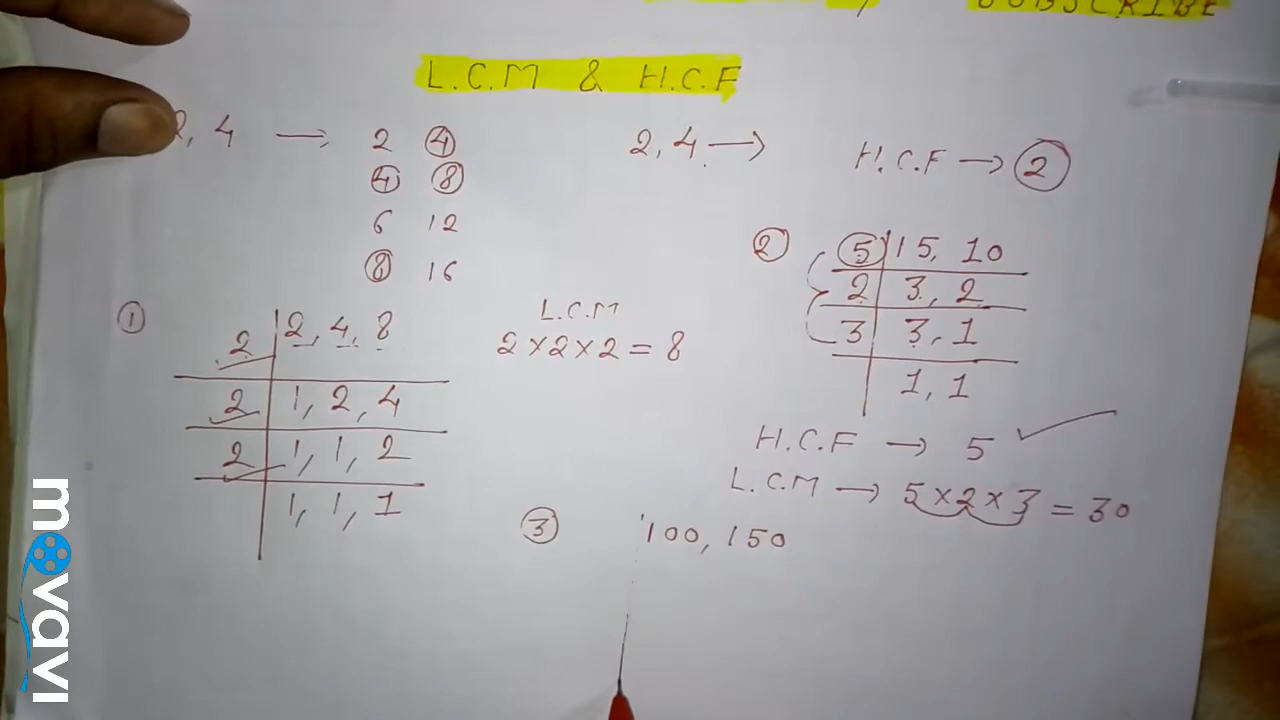 SUBSCRIBE
L.C.M & H.C.F
2, 4 → 2 4
4 8
6 12
8 16
2, 4 → H.C.F → 2
1
2 | 2, 4, 8
2 | 1, 2, 4
2 | 1, 1, 2
1, 1, 1
L.C.M
2×2×2 = 8
2
5 | 15, 10
2 | 3, 2
3 | 3, 1
1, 1
H.C.F → 5 ✓
L.C.M → 5×2×3 = 30
3 100, 150
movavi